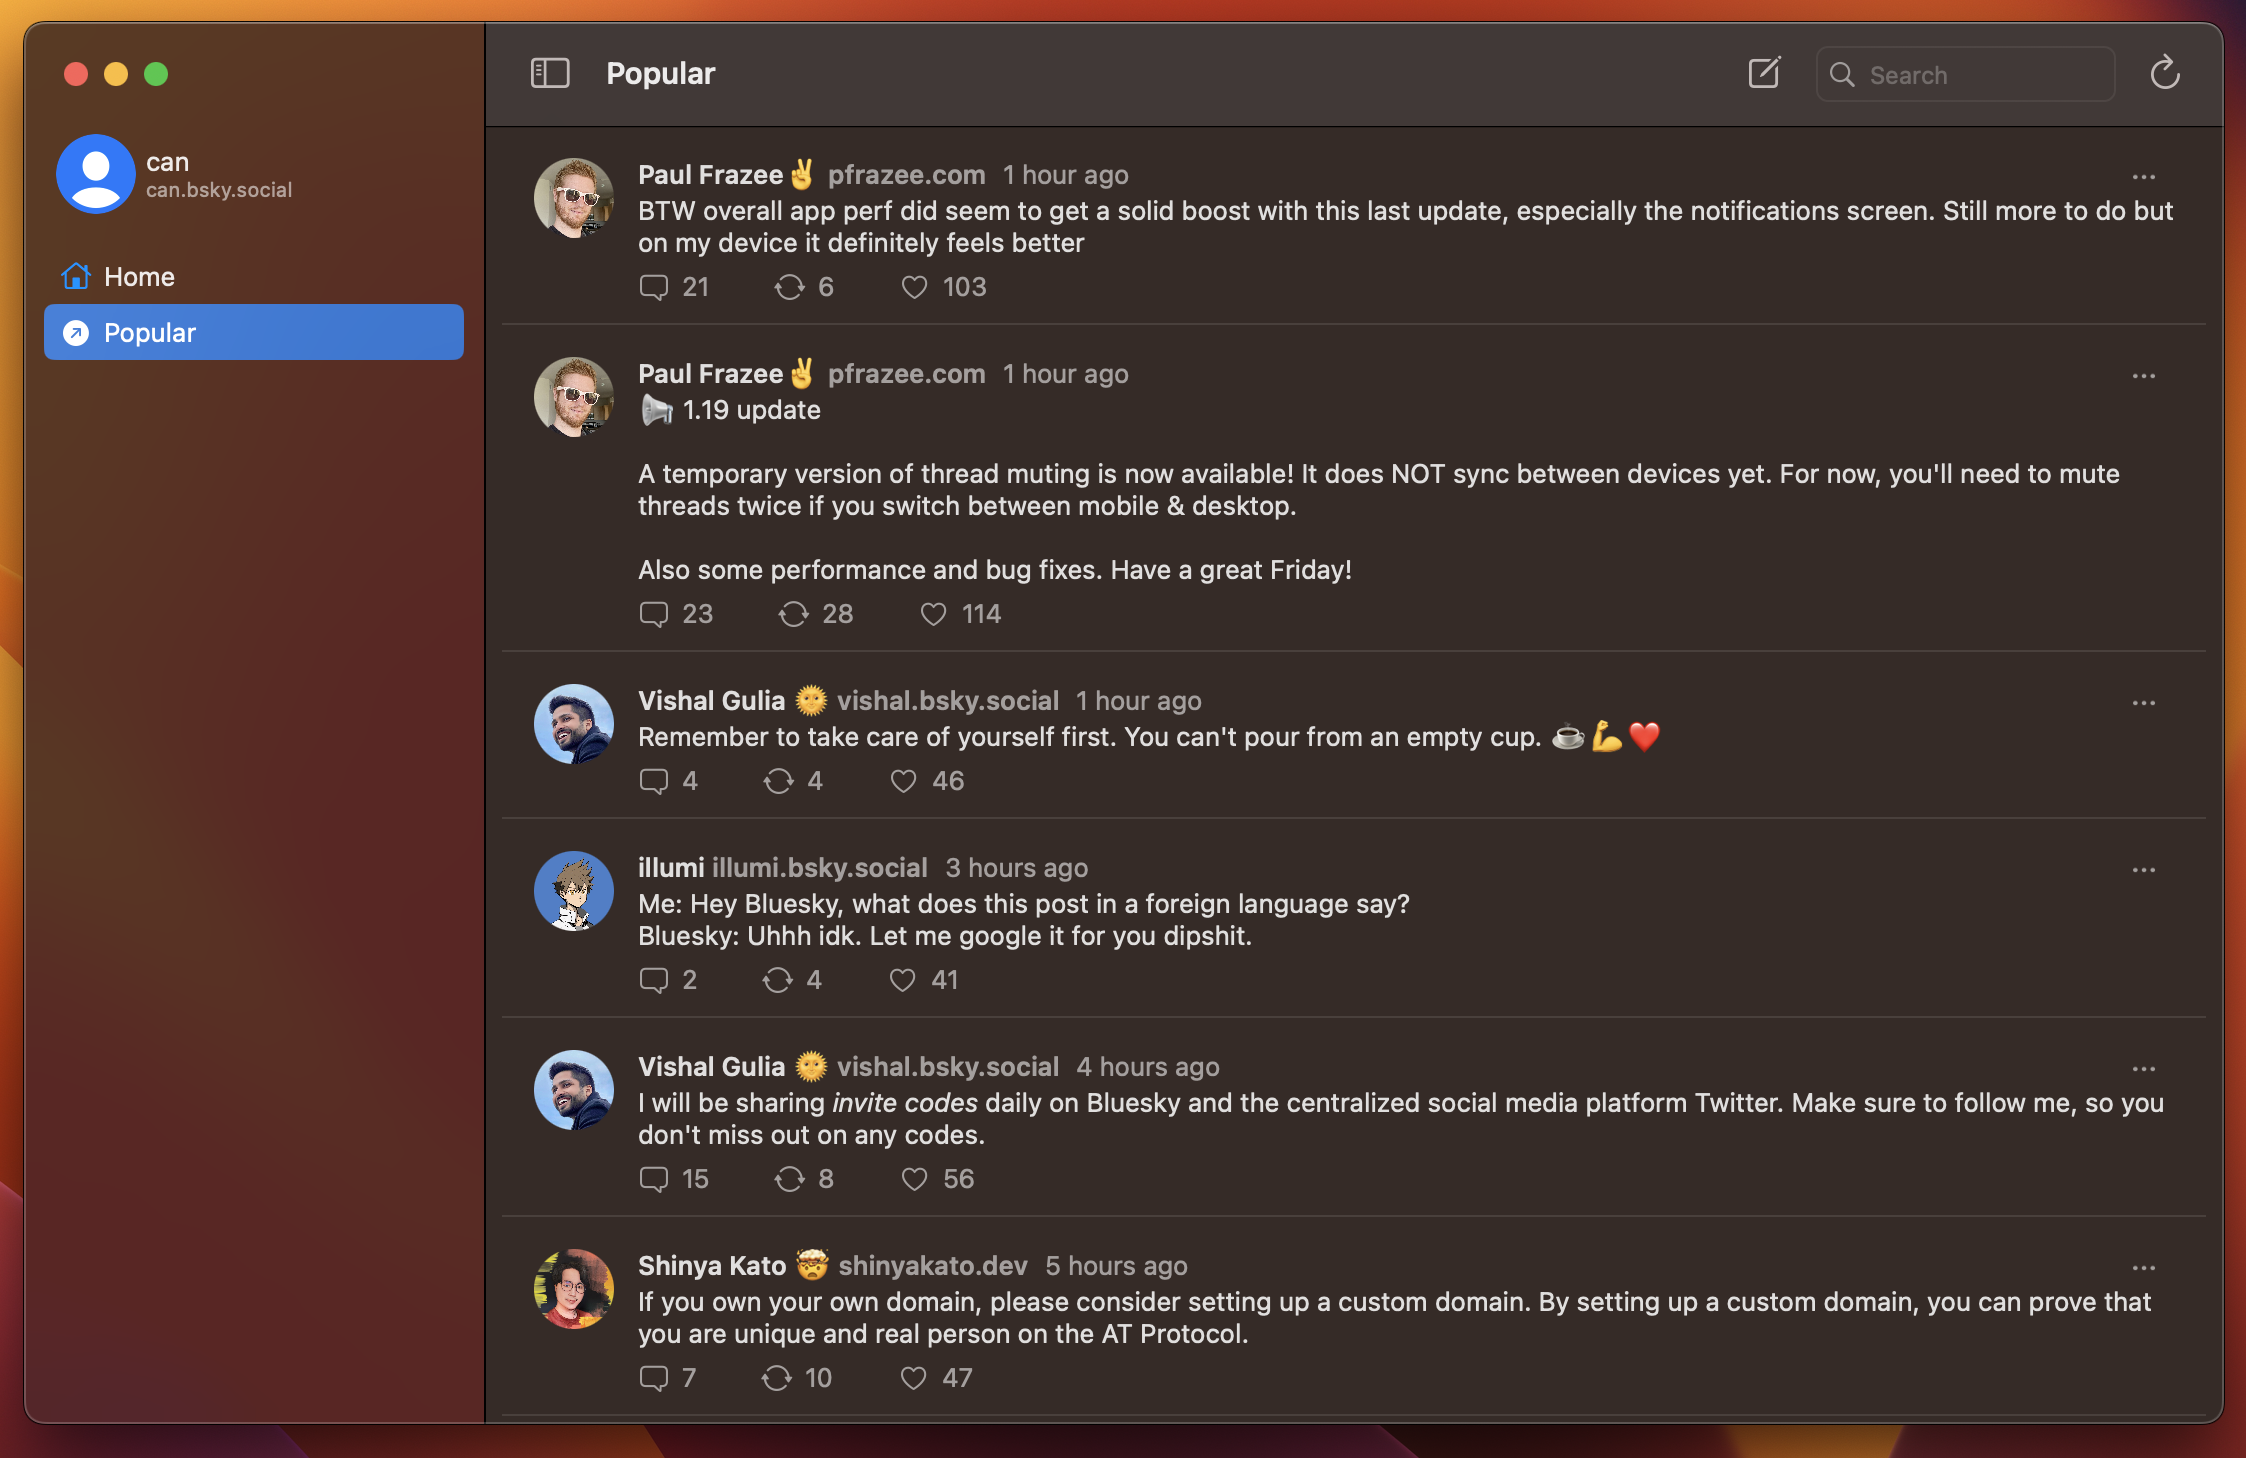 can
can.bsky.social
Home
Popular
Popular
Search
Paul Frazee✌️ pfrazee.com 1 hour ago
BTW overall app perf did seem to get a solid boost with this last update, especially the notifications screen. Still more to do but
on my device it definitely feels better
21 6 103
Paul Frazee✌️ pfrazee.com 1 hour ago
📢 1.19 update
A temporary version of thread muting is now available! It does NOT sync between devices yet. For now, you'll need to mute
threads twice if you switch between mobile & desktop.
Also some performance and bug fixes. Have a great Friday!
23 28 114
Vishal Gulia 🌞 vishal.bsky.social 1 hour ago
Remember to take care of yourself first. You can't pour from an empty cup. ☕💪❤️
4 4 46
illumi illumi.bsky.social 3 hours ago
Me: Hey Bluesky, what does this post in a foreign language say?
Bluesky: Uhhh idk. Let me google it for you dipshit.
2 4 41
Vishal Gulia 🌞 vishal.bsky.social 4 hours ago
I will be sharing invite codes daily on Bluesky and the centralized social media platform Twitter. Make sure to follow me, so you
don't miss out on any codes.
15 8 56
Shinya Kato 🤯 shinyakato.dev 5 hours ago
If you own your own domain, please consider setting up a custom domain. By setting up a custom domain, you can prove that
you are unique and real person on the AT Protocol.
7 10 47